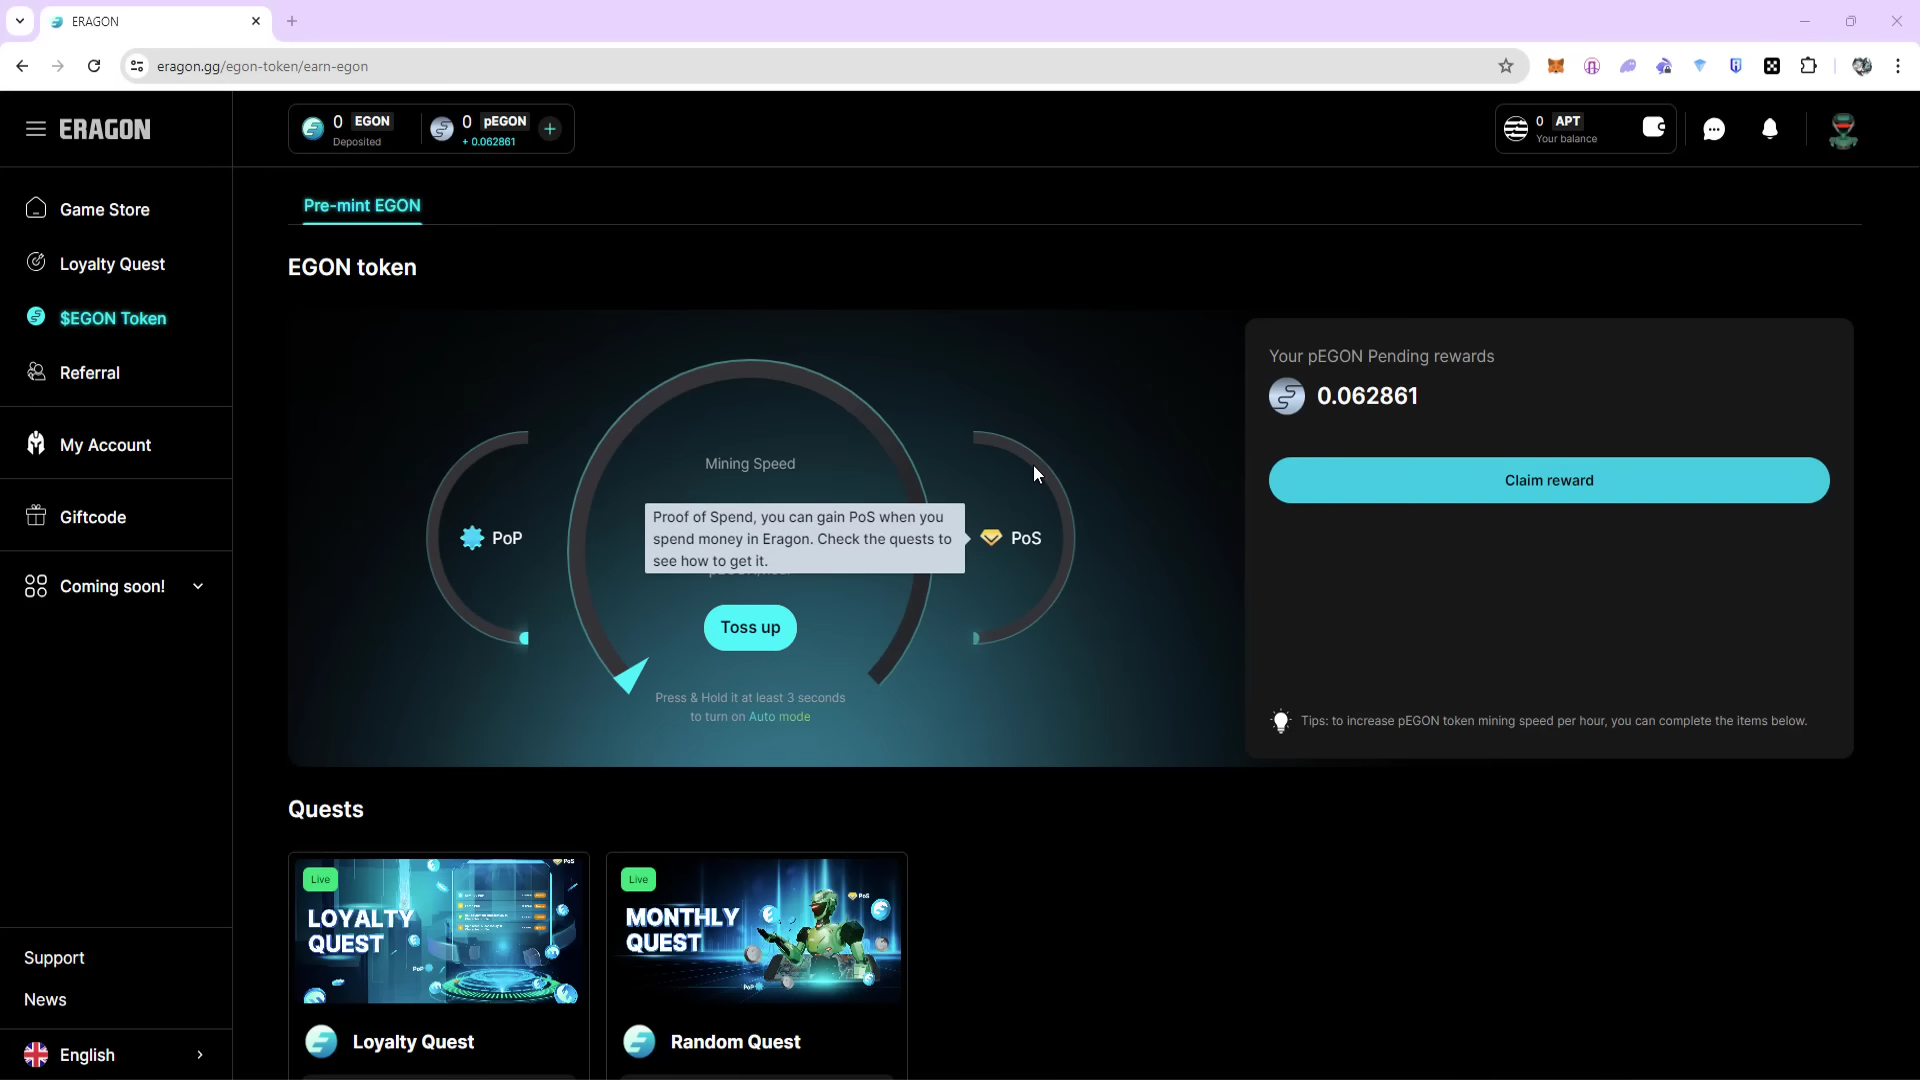 ERAGON
eragon.gg/egon-token/earn-egon
ERAGON
0 EGON
Deposited
0 pEGON
+ 0.062861
0 APT
Your balance
Game Store
Loyalty Quest
$EGON Token
Referral
My Account
Giftcode
Coming soon!
Support
News
English
Pre-mint EGON
EGON token
Mining Speed
PoP
Proof of Spend, you can gain PoS when you
spend money in Eragon. Check the quests to
see how to get it.
PoS
Toss up
Press & Hold it at least 3 seconds
to turn on Auto mode
Your pEGON Pending rewards
0.062861
Claim reward
Tips: to increase pEGON token mining speed per hour, you can complete the items below.
Quests
Live
PoS
LOYALTY
QUEST
PoP
Loyalty Quest
Live
PoS
MONTHLY
QUEST
PoP
Random Quest